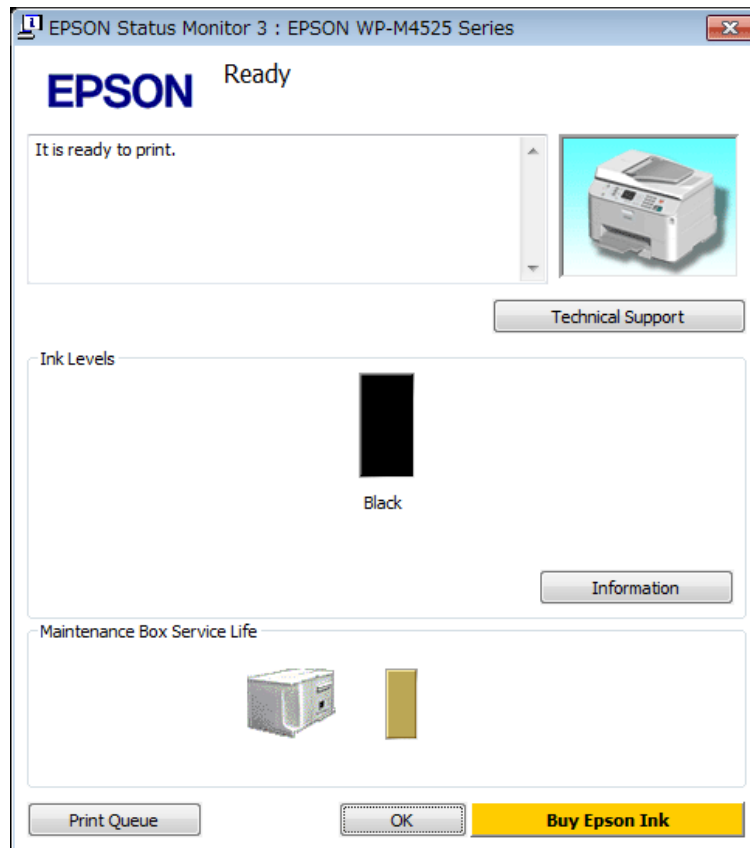 EPSON Status Monitor 3 : EPSON WP-M4525 Series
EPSON
Ready
It is ready to print.
Technical Support
Ink Levels
Black
Information
Maintenance Box Service Life
Print Queue
OK
Buy Epson Ink